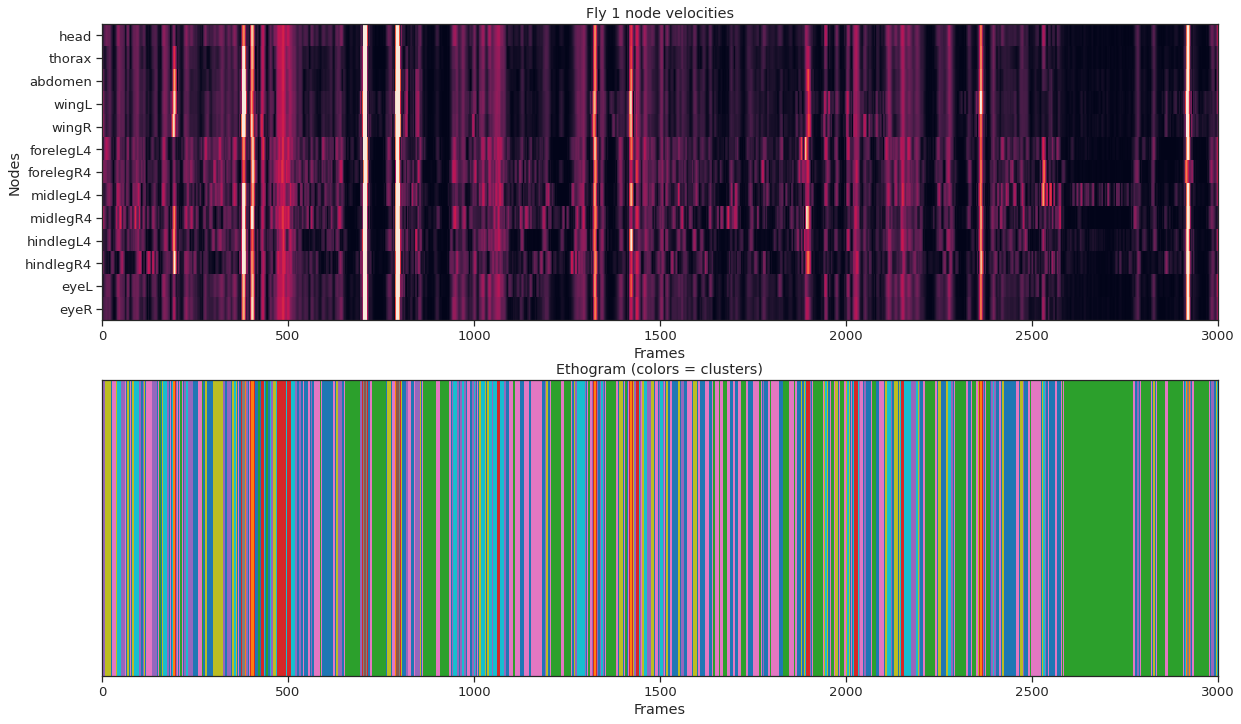 Fly 1 node velocities
Nodes
head
thorax
abdomen
wingL
wingR
forelegL4
forelegR4
midlegL4
midlegR4
hindlegL4
hindlegR4
eyeL
eyeR
0 500 1000 1500 2000 2500 3000
Frames
Ethogram (colors = clusters)
0 500 1000 1500 2000 2500 3000
Frames